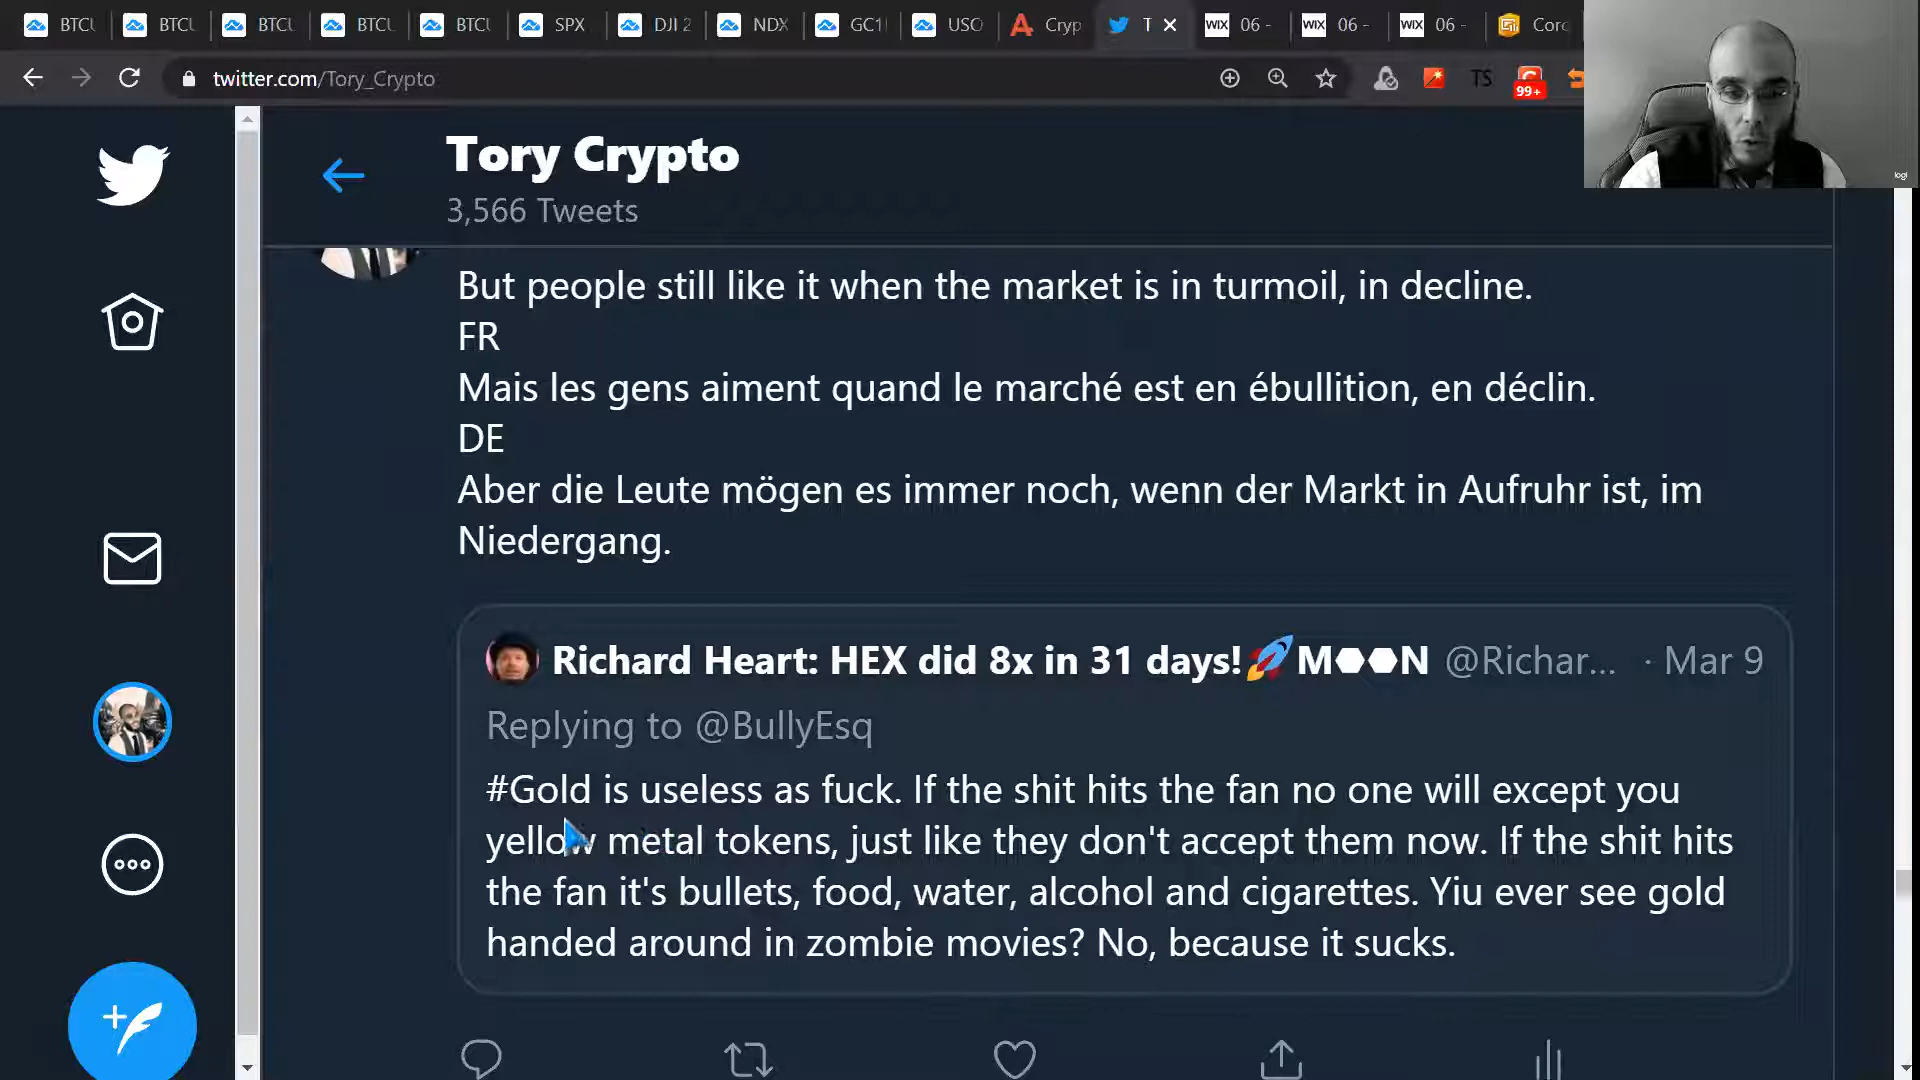 BTCU BTCU BTCU BTCU BTCU SPX DJI 2 NDX GC1! USO Cryp T WIX 06 - WIX 06 - WIX 06 - Corc
twitter.com/Tory_Crypto TS 99+
logi
Tory Crypto
3,566 Tweets
But people still like it when the market is in turmoil, in decline.
FR
Mais les gens aiment quand le marché est en ébullition, en déclin.
DE
Aber die Leute mögen es immer noch, wenn der Markt in Aufruhr ist, im
Niedergang.
Richard Heart: HEX did 8x in 31 days!🚀M⬣⬣N @Richar... · Mar 9
Replying to @BullyEsq
#Gold is useless as fuck. If the shit hits the fan no one will except you
yellow metal tokens, just like they don't accept them now. If the shit hits
the fan it's bullets, food, water, alcohol and cigarettes. Yiu ever see gold
handed around in zombie movies? No, because it sucks.